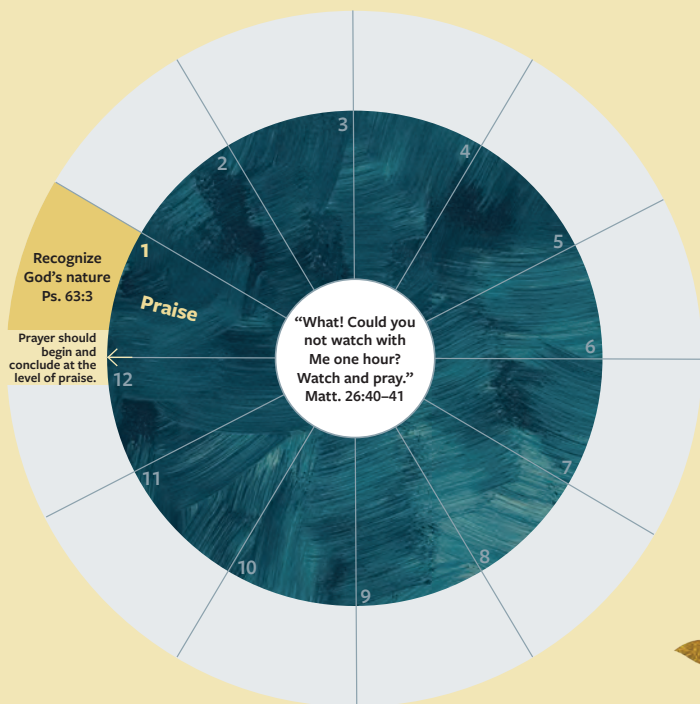 3
4
2
5
1
Recognize
God's nature
Ps. 63:3
Praise
“What! Could you
not watch with
Me one hour?
Watch and pray.”
Matt. 26:40–41
Prayer should
begin and
conclude at the
level of praise.
6
12
7
11
8
10
9